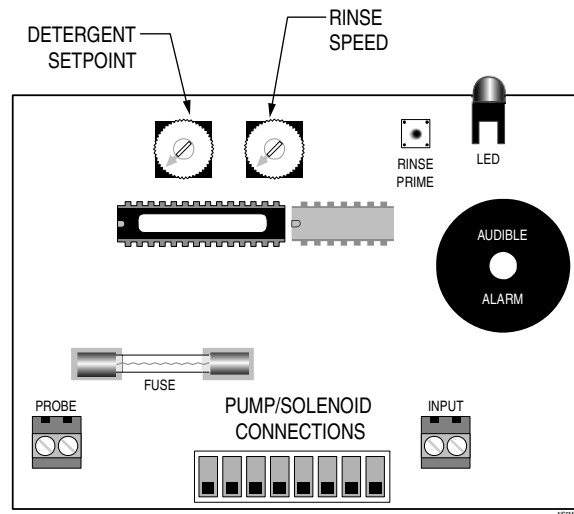 DETERGENT
SETPOINT
RINSE
SPEED
RINSE
PRIME
LED
AUDIBLE
ALARM
FUSE
PROBE
PUMP/SOLENOID
CONNECTIONS
INPUT